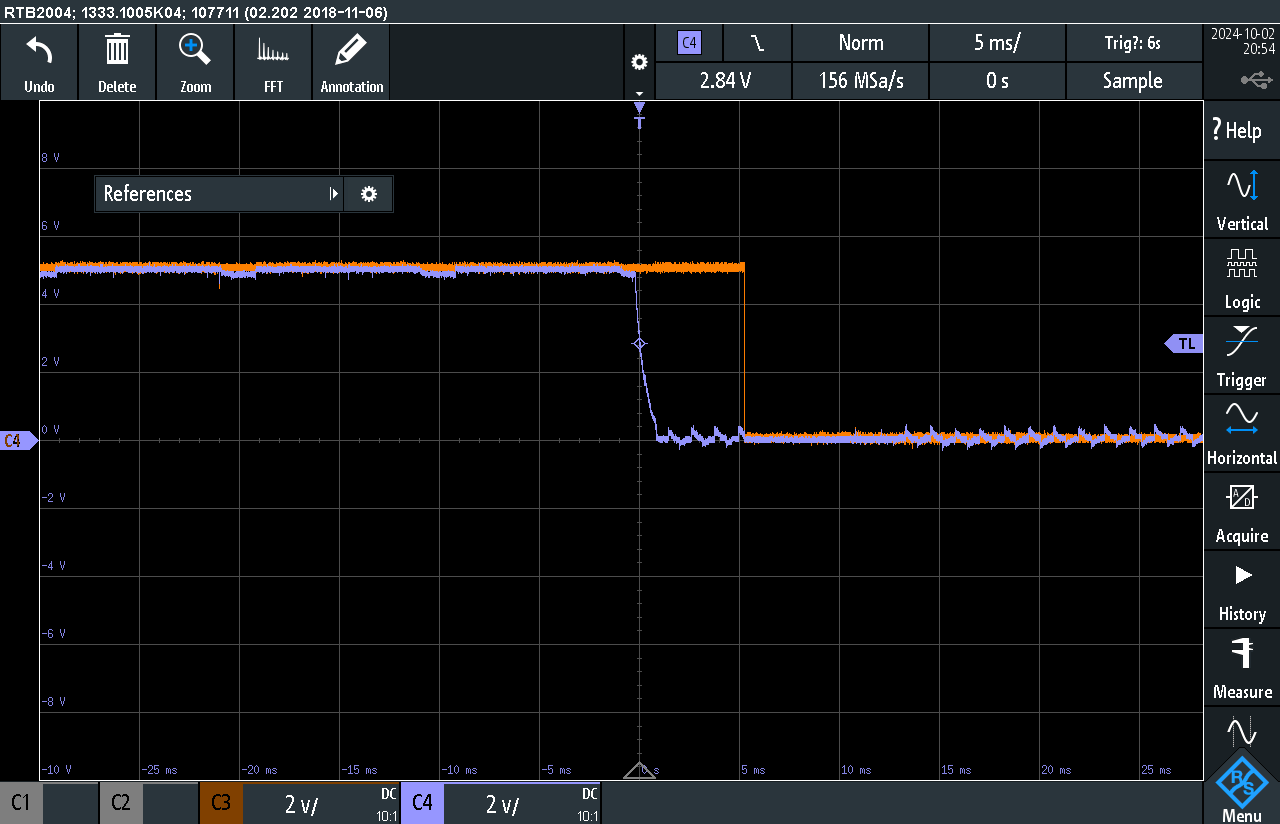 RTB2004; 1333.1005K04; 107711 (02.202 2018-11-06)
Undo
Delete
Zoom
FFT
Annotation
C4
Norm
5 ms/
Trig?: 6s
2.84 V
156 MSa/s
0 s
Sample
2024-10-02
20:54
T
?Help
References
8 V
6 V
4 V
2 V
0 V
-2 V
-4 V
-6 V
-8 V
-10 V
-25 ms
-20 ms
-15 ms
-10 ms
-5 ms
0 s
5 ms
10 ms
15 ms
20 ms
25 ms
C4
TL
Vertical
Logic
Trigger
Horizontal
A
D
Acquire
History
Measure
R
S
Menu
C1
C2
C3
2 V/
DC
10:1
C4
2 V/
DC
10:1